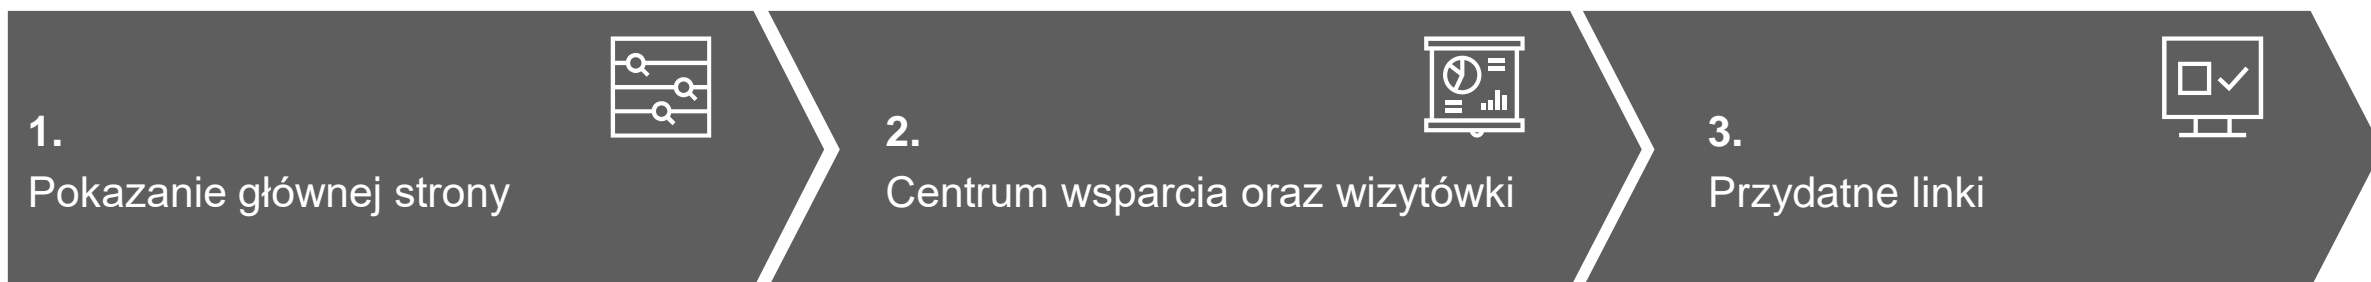 1.
Pokazanie głównej strony
2.
Centrum wsparcia oraz wizytówki
3.
Przydatne linki